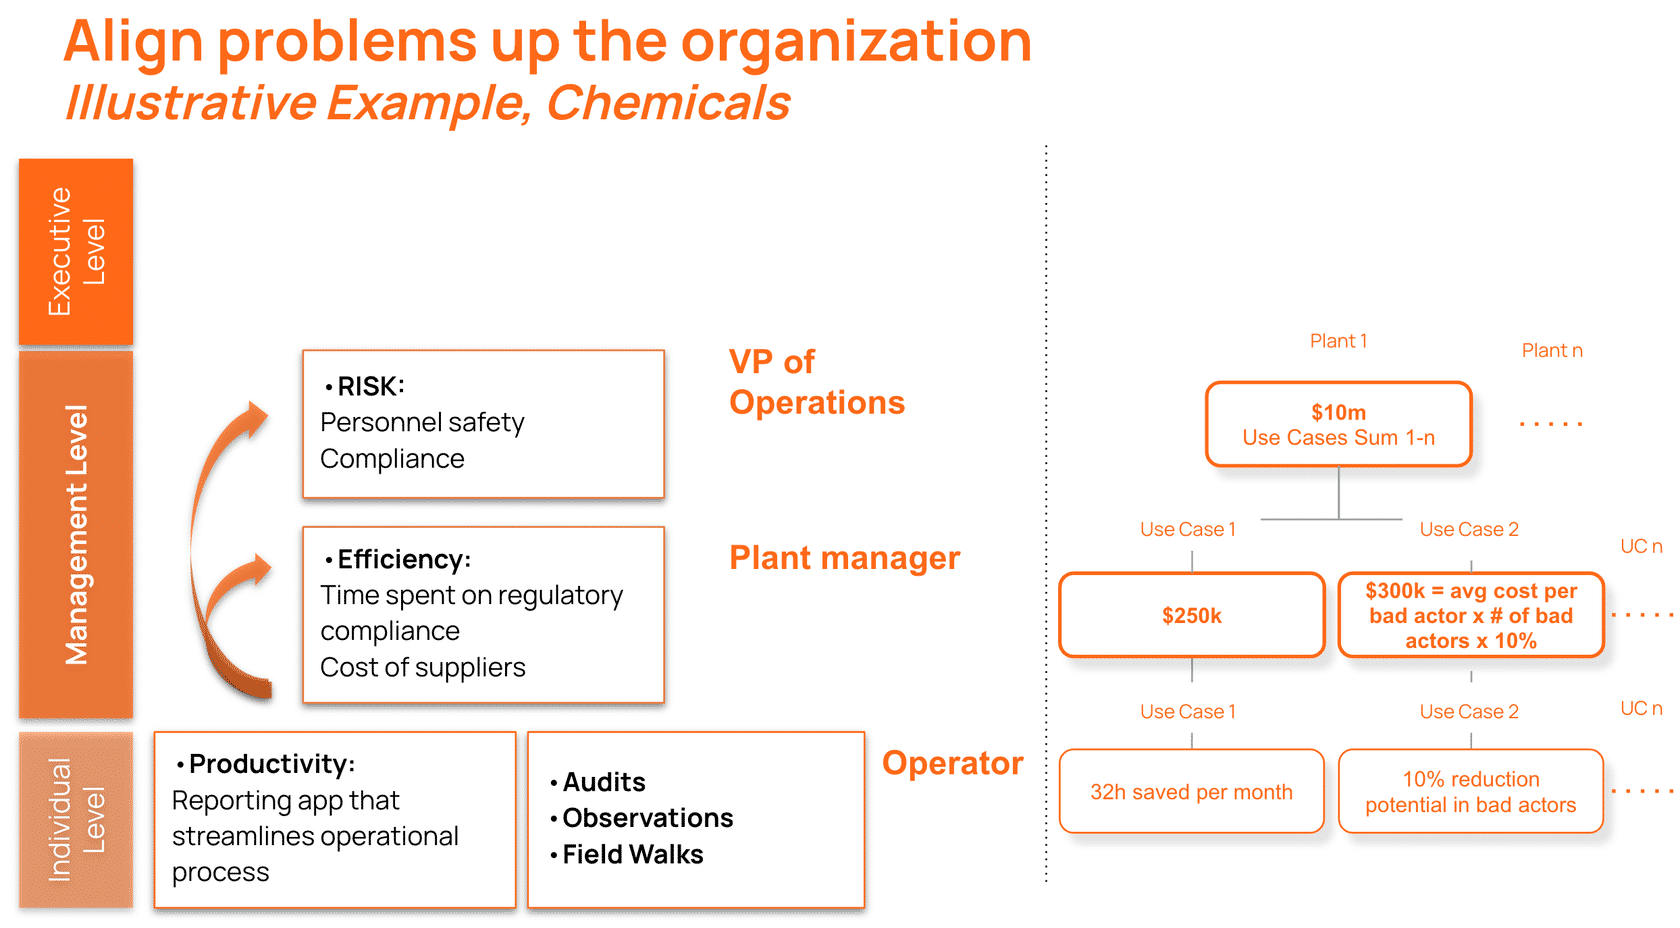 Align problems up the organization
Illustrative Example, Chemicals
Executive
Level
Management Level
Individual
Level
•RISK:
Personnel safety
Compliance
VP of
Operations
•Efficiency:
Time spent on regulatory
compliance
Cost of suppliers
Plant manager
•Productivity:
Reporting app that
streamlines operational
process
•Audits
•Observations
•Field Walks
Operator
Plant 1
Plant n
$10m
Use Cases Sum 1-n
.....
Use Case 1
Use Case 2
UC n
$250k
$300k = avg cost per
bad actor x # of bad
actors x 10%
.....
Use Case 1
Use Case 2
UC n
32h saved per month
10% reduction
potential in bad actors
.....